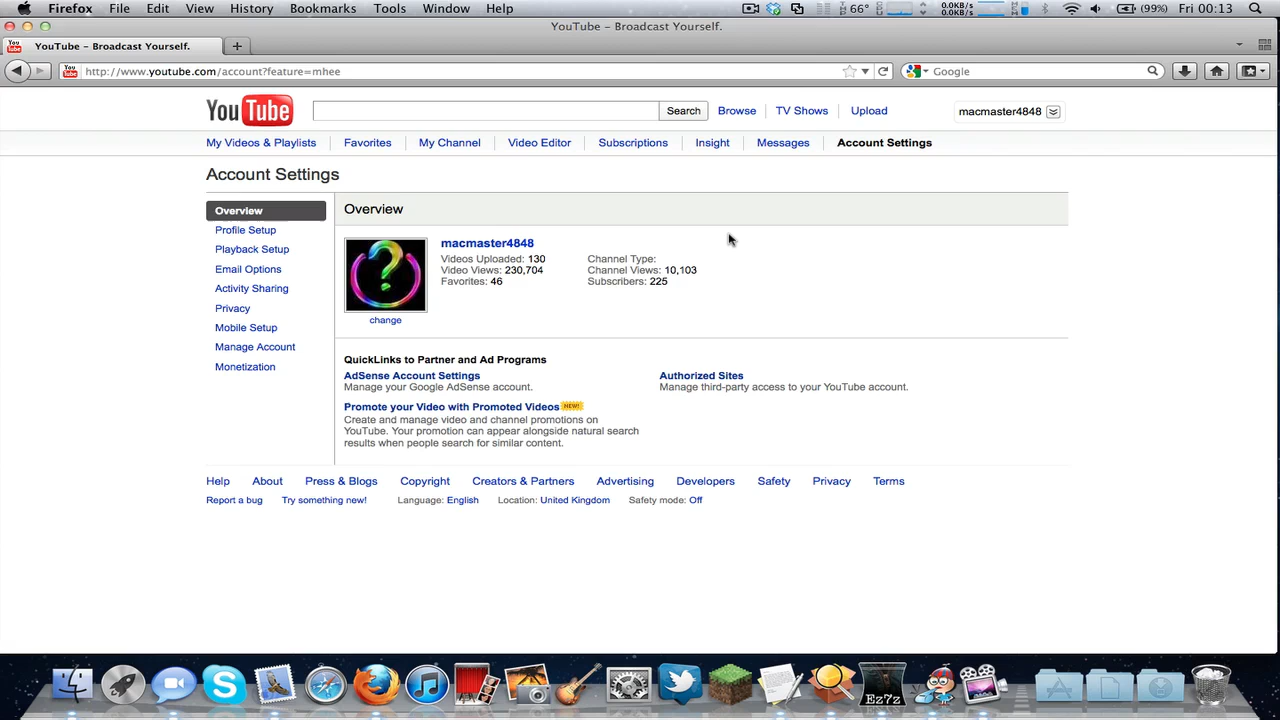 Firefox File Edit View History Bookmarks Tools Window Help 66° 0.0KB/s 0.0KB/s (99%) Fri 00:13
YouTube - Broadcast Yourself.
YouTube - Broadcast Yourself.
http://www.youtube.com/account?feature=mhee Google
YouTube Search Browse TV Shows Upload macmaster4848
My Videos & Playlists Favorites My Channel Video Editor Subscriptions Insight Messages Account Settings
Account Settings
Overview
Profile Setup
Playback Setup
Email Options
Activity Sharing
Privacy
Mobile Setup
Manage Account
Monetization
Overview
macmaster4848
Videos Uploaded: 130
Video Views: 230,704
Favorites: 46
Channel Type:
Channel Views: 10,103
Subscribers: 225
change
QuickLinks to Partner and Ad Programs
AdSense Account Settings
Manage your Google AdSense account.
Authorized Sites
Manage third-party access to your YouTube account.
Promote your Video with Promoted Videos NEW!
Create and manage video and channel promotions on
YouTube. Your promotion can appear alongside natural search
results when people search for similar content.
Help About Press & Blogs Copyright Creators & Partners Advertising Developers Safety Privacy Terms
Report a bug Try something new! Language: English Location: United Kingdom Safety mode: Off
Ez7z